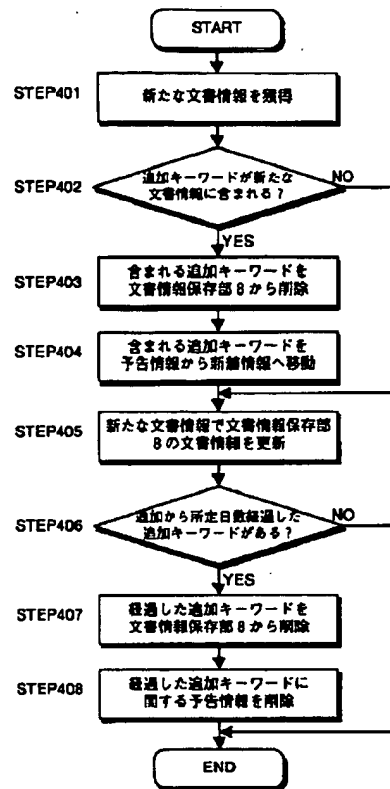 START
STEP401
新たな文書情報を獲得
STEP402
追加キーワードが新たな
文書情報に含まれる？
NO
YES
STEP403
含まれる追加キーワードを
文書情報保存部8から削除
STEP404
含まれる追加キーワードを
予告情報から新着情報へ移動
STEP405
新たな文書情報で文書情報保存部
8の文書情報を更新
STEP406
追加から所定日数経過した
追加キーワードがある？
NO
YES
STEP407
経過した追加キーワードを
文書情報保存部8から削除
STEP408
経過した追加キーワードに
関する予告情報を削除
END